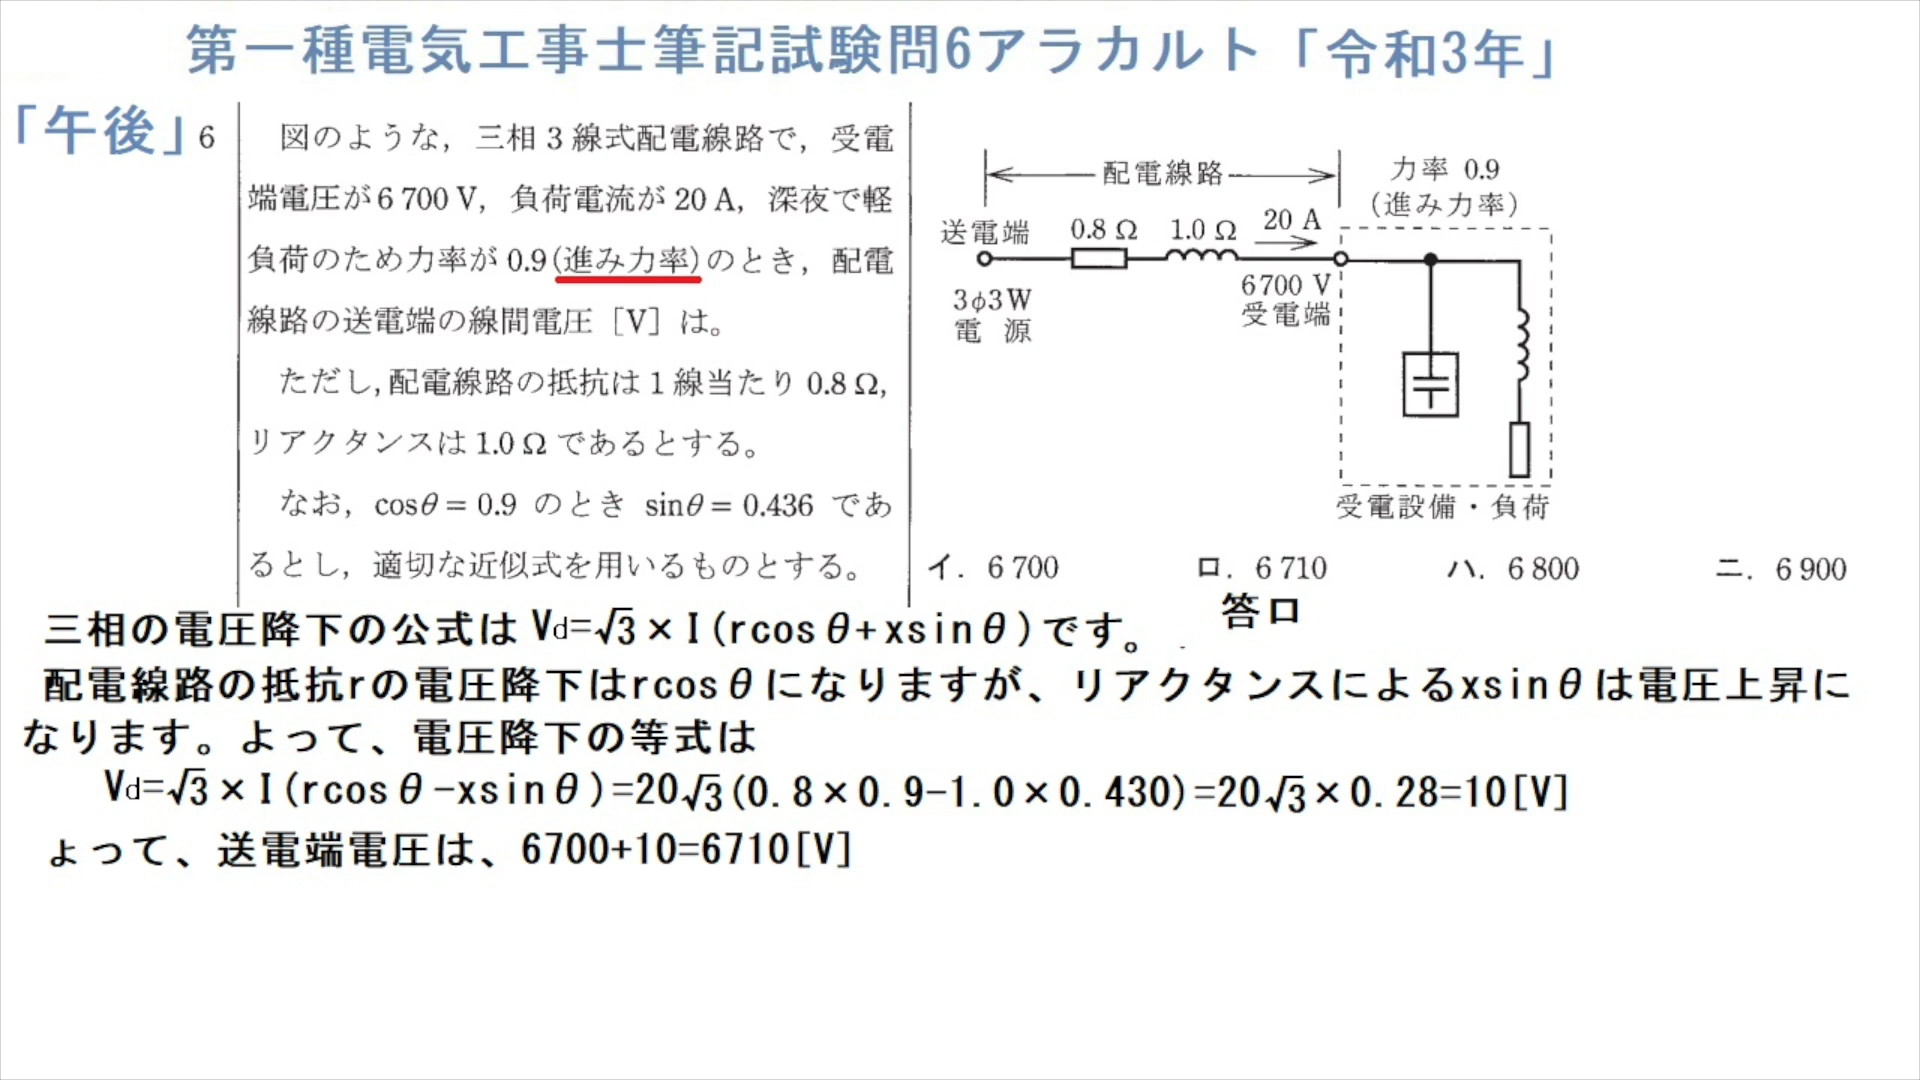 第一種電気工事士筆記試験問6アラカルト「令和3年」
「午後」
6
図のような，三相3線式配電線路で，受電
端電圧が6 700 V，負荷電流が20 A，深夜で軽
負荷のため力率が0.9(進み力率)のとき，配電
線路の送電端の線間電圧［V］は。
ただし，配電線路の抵抗は1線当たり0.8 Ω，
リアクタンスは1.0 Ωであるとする。
なお，cosθ = 0.9 のとき sinθ = 0.436 であ
るとし，適切な近似式を用いるものとする。
配電線路
力率 0.9
（進み力率）
送電端
0.8 Ω
1.0 Ω
20 A
3φ3W
電 源
6 700 V
受電端
受電設備・負荷
イ．6 700
ロ．6 710
ハ．6 800
ニ．6 900
答ロ
三相の電圧降下の公式は Vd=√3×I(rcosθ+xsinθ)です。
配電線路の抵抗rの電圧降下はrcosθになりますが、リアクタンスによるxsinθは電圧上昇に
なります。よって、電圧降下の等式は
Vd=√3×I(rcosθ-xsinθ)=20√3(0.8×0.9-1.0×0.430)=20√3×0.28=10[V]
ょって、送電端電圧は、6700+10=6710[V]